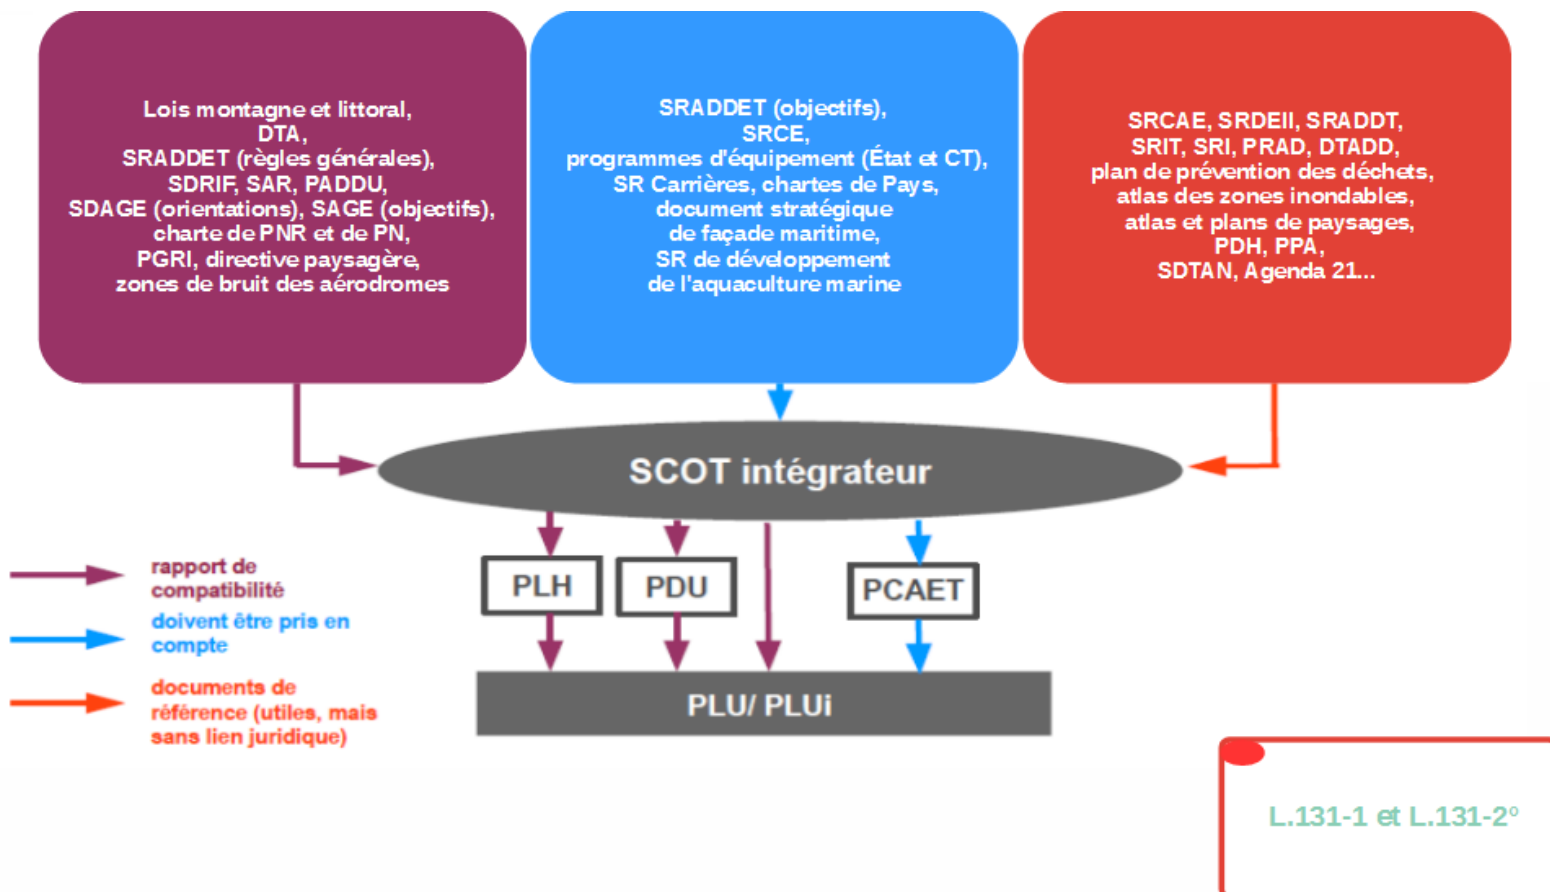 Lois montagne et littoral,
DTA,
SRADDET (règles générales),
SDRIF, SAR, PADDU,
SDAGE (orientations), SAGE (objectifs),
charte de PNR et de PN,
PGRI, directive paysagère,
zones de bruit des aérodromes
SRADDET (objectifs),
SRCE,
programmes d'équipement (État et CT),
SR Carrières, chartes de Pays,
document stratégique
de façade maritime,
SR de développement
de l'aquaculture marine
SRCAE, SRDEII, SRADDT,
SRIT, SRI, PRAD, DTADD,
plan de prévention des déchets,
atlas des zones inondables,
atlas et plans de paysages,
PDH, PPA,
SDTAN, Agenda 21...
SCOT intégrateur
PLH
PDU
PCAET
PLU/ PLUi
rapport de
compatibilité
doivent être pris en
compte
documents de
référence (utiles, mais
sans lien juridique)
L.131-1 et L.131-2°